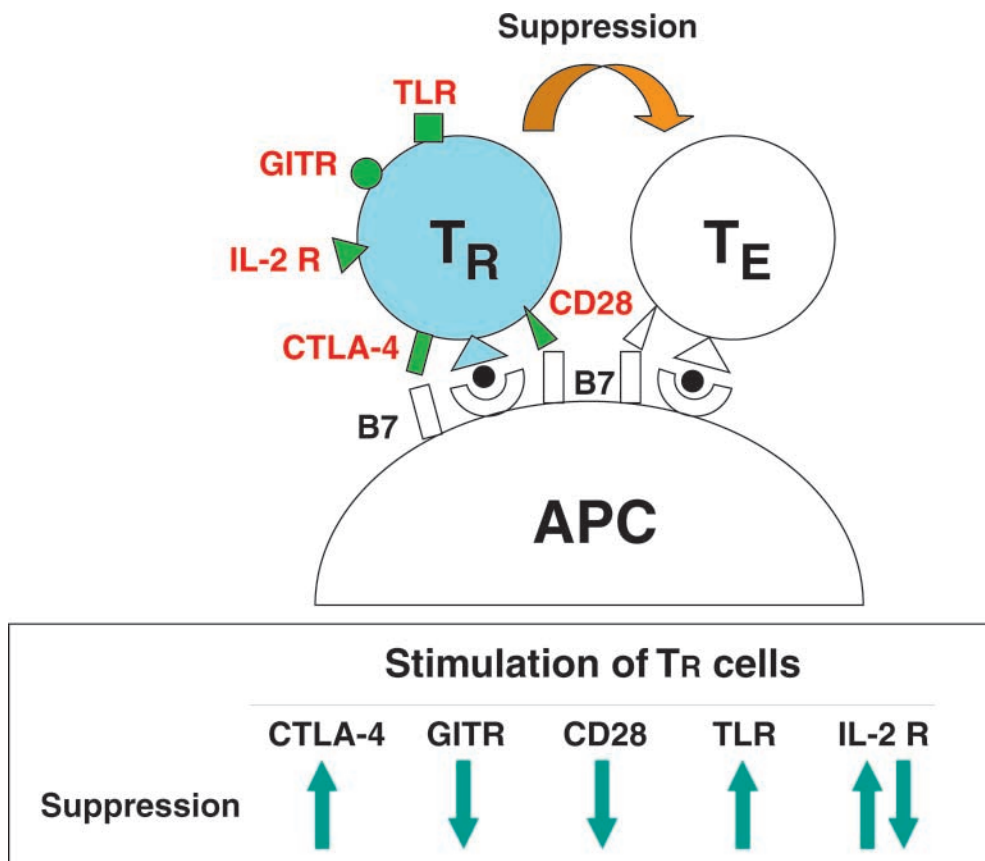 Suppression
TLR
GITR
TR
TE
IL-2 R
CD28
CTLA-4
B7
B7
APC
Stimulation of TR cells
CTLA-4 GITR CD28 TLR IL-2 R
Suppression